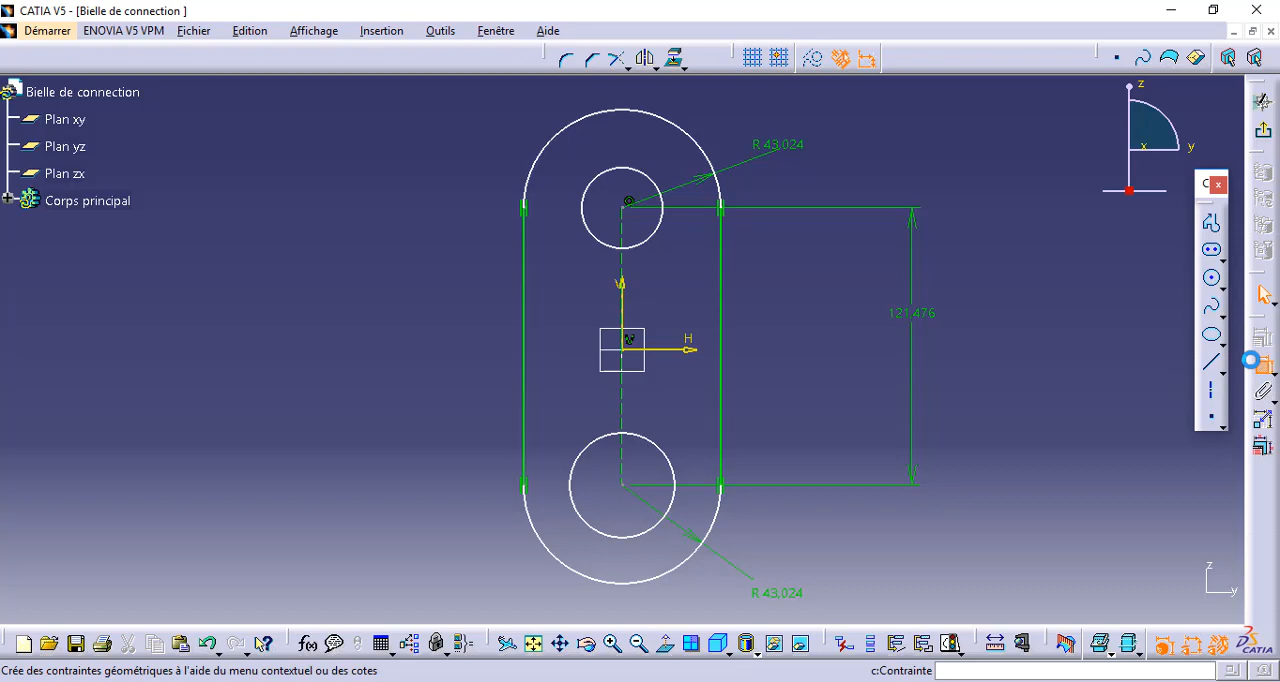 CATIA V5 - [Bielle de connection ]
Démarrer ENOVIA V5 VPM Fichier Edition Affichage Insertion Outils Fenêtre Aide
Bielle de connection
Plan xy
Plan yz
Plan zx
Corps principal
z
x
y
C x
R 43,024
V
H
V
121,476
R 43,024
z
y
f(x)
CATIA
Crée des contraintes géométriques à l'aide du menu contextuel ou des cotes
c:Contrainte